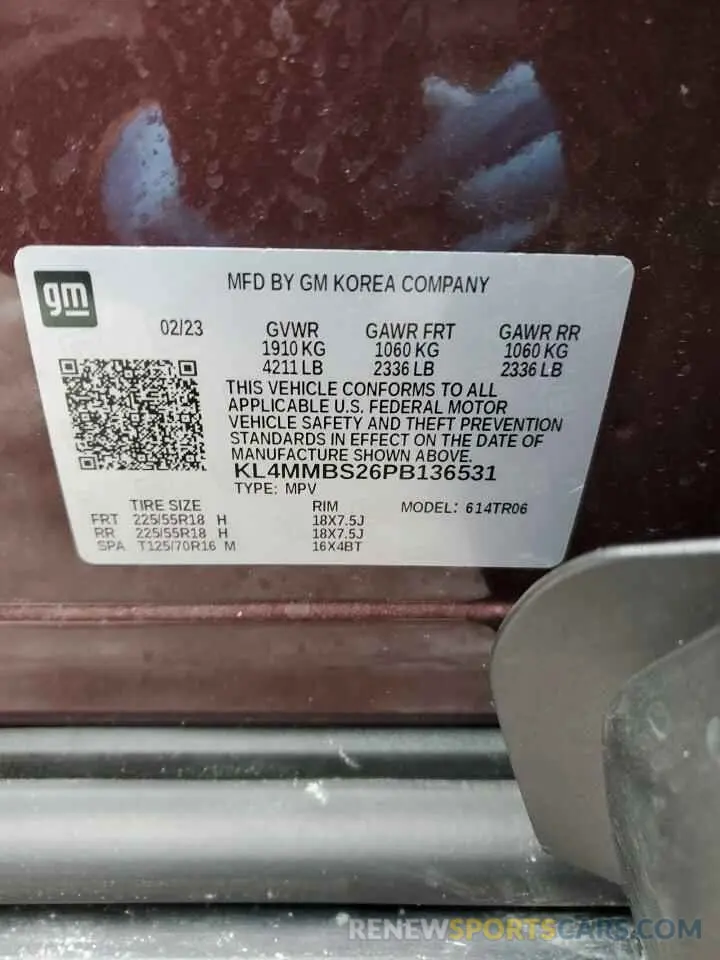 MFD BY GM KOREA COMPANY
gm
02/23 GVWR GAWR FRT GAWR RR
1910 KG 1060 KG 1060 KG
4211 LB 2336 LB 2336 LB
THIS VEHICLE CONFORMS TO ALL
APPLICABLE U.S. FEDERAL MOTOR
VEHICLE SAFETY AND THEFT PREVENTION
STANDARDS IN EFFECT ON THE DATE OF
MANUFACTURE SHOWN ABOVE.
KL4MMBS26PB136531
TYPE: MPV
TIRE SIZE RIM MODEL: 614TR06
FRT 225/55R18 H 18X7.5J
RR 225/55R18 H 18X7.5J
SPA T125/70R16 M 16X4BT
RENEWSPORTSCARS.COM